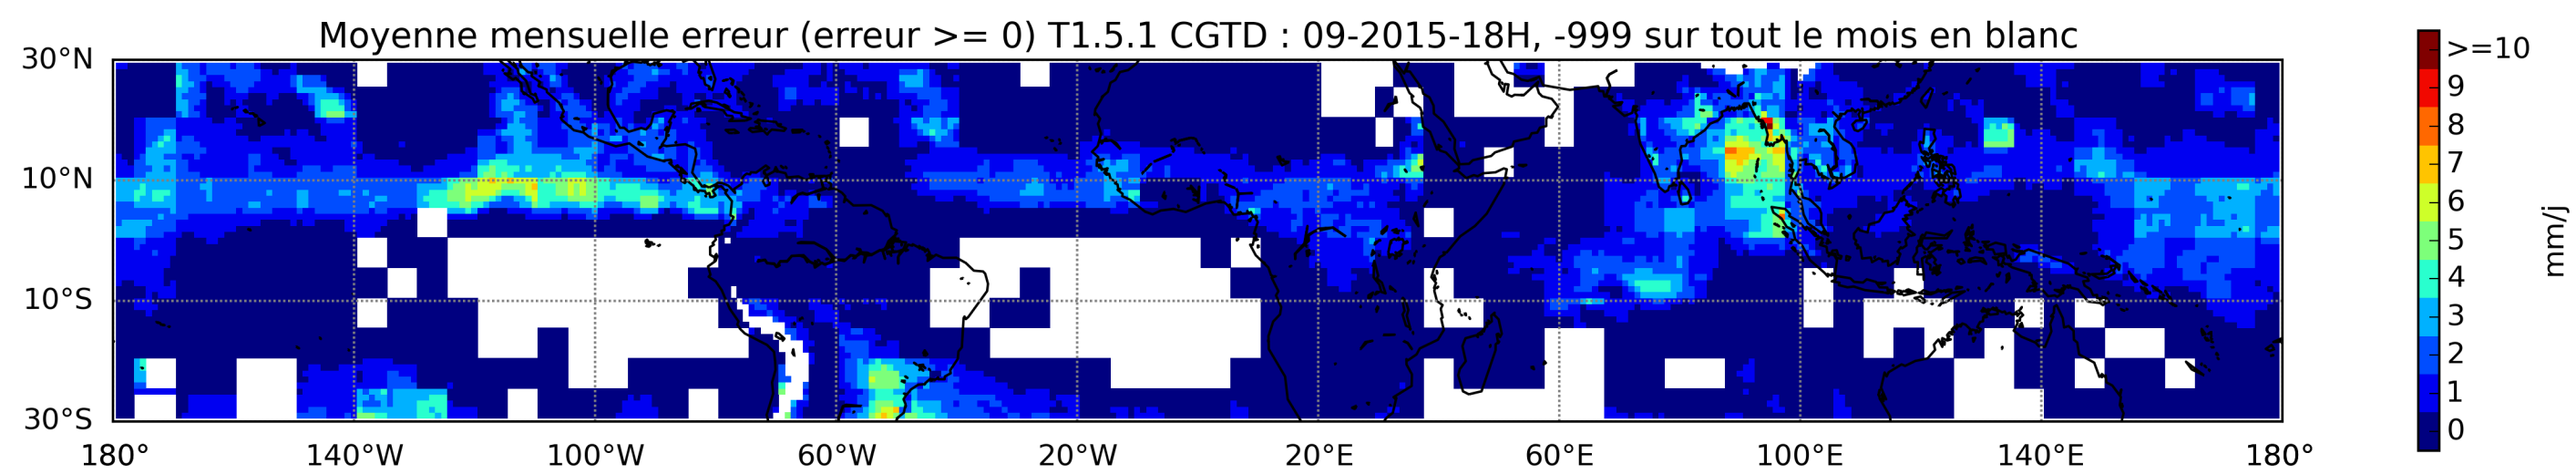 Moyenne mensuelle erreur (erreur >= 0) T1.5.1 CGTD : 09-2015-18H, -999 sur tout le mois en blanc
30°N
10°N
10°S
30°S
180° 140°W 100°W 60°W 20°W 20°E 60°E 100°E 140°E 180°
>=10
9
8
7
6
5
4
3
2
1
0
mm/j